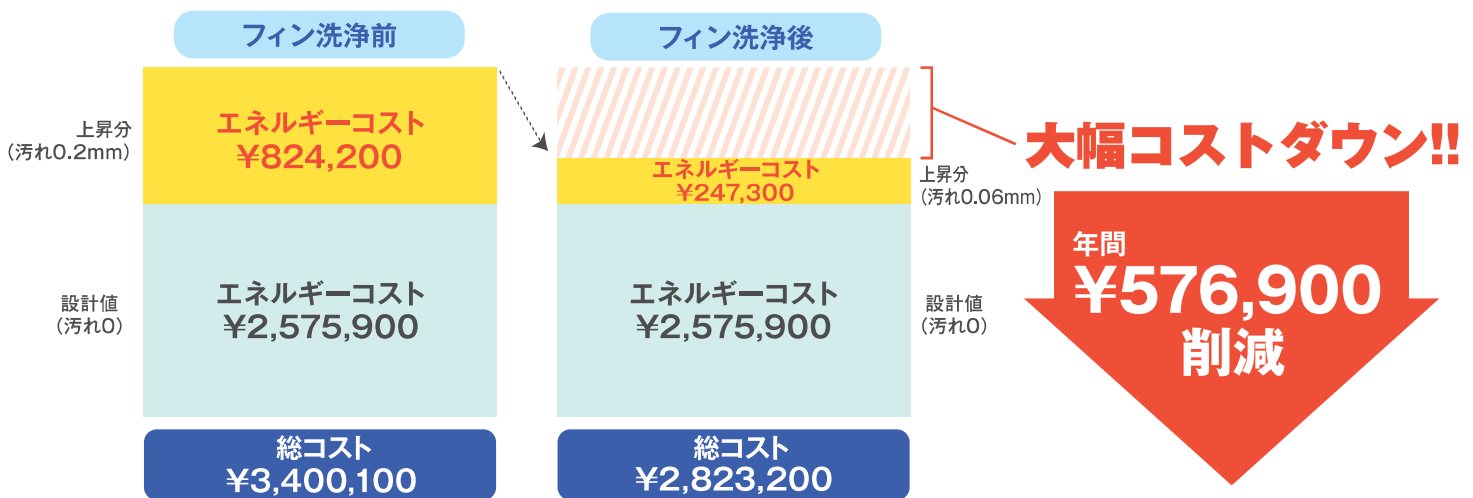 フィン洗浄前
上昇分
(汚れ0.2mm)
エネルギーコスト
¥824,200
設計値
(汚れ0)
エネルギーコスト
¥2,575,900
総コスト
¥3,400,100
フィン洗浄後
エネルギーコスト
¥247,300
上昇分
(汚れ0.06mm)
エネルギーコスト
¥2,575,900
設計値
(汚れ0)
総コスト
¥2,823,200
大幅コストダウン!!
年間
¥576,900
削減